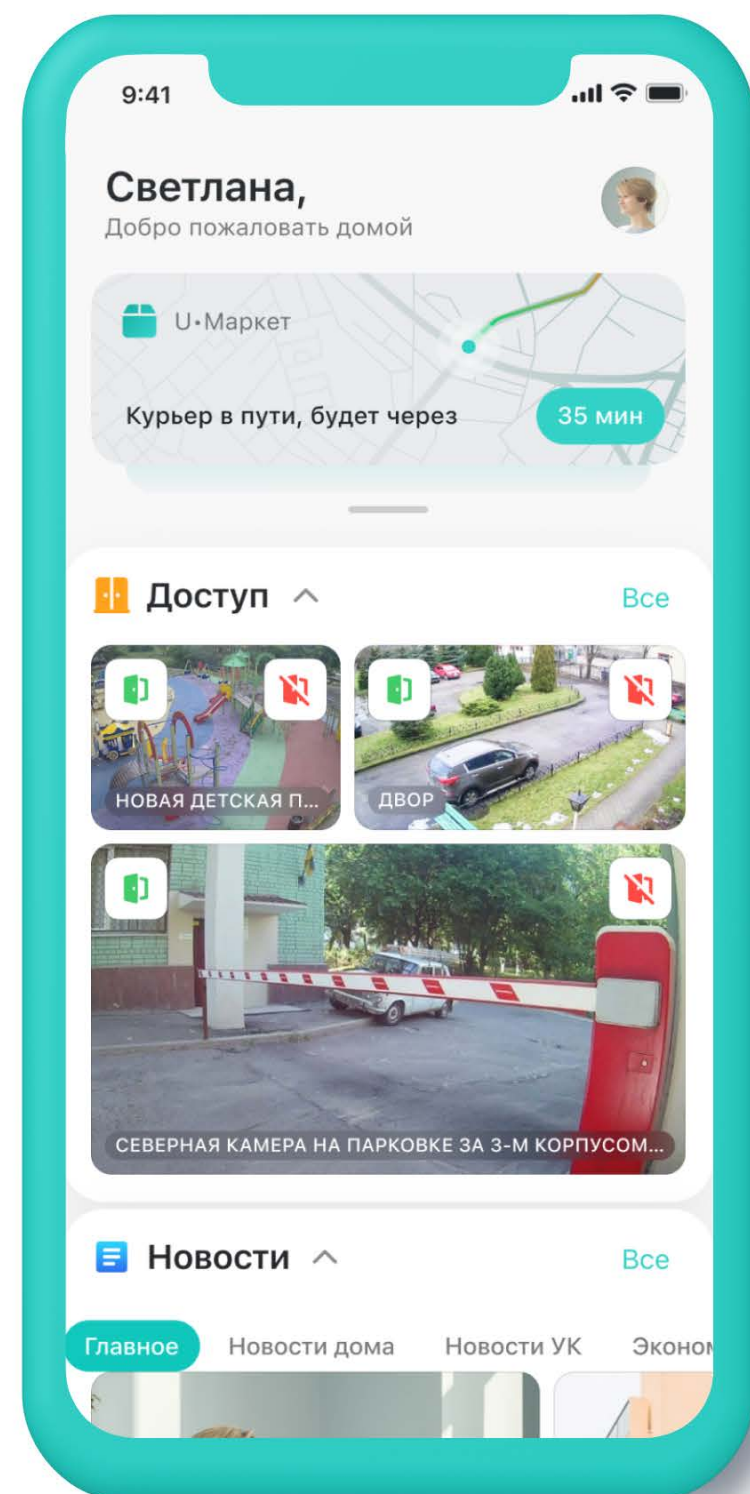 9:41
Светлана,
Добро пожаловать домой
U•Маркет
Курьер в пути, будет через
35 мин
Доступ
Все
НОВАЯ ДЕТСКАЯ П...
ДВОР
СЕВЕРНАЯ КАМЕРА НА ПАРКОВКЕ ЗА 3-М КОРПУСОМ...
Новости
Все
Главное
Новости дома
Новости УК
Эконом